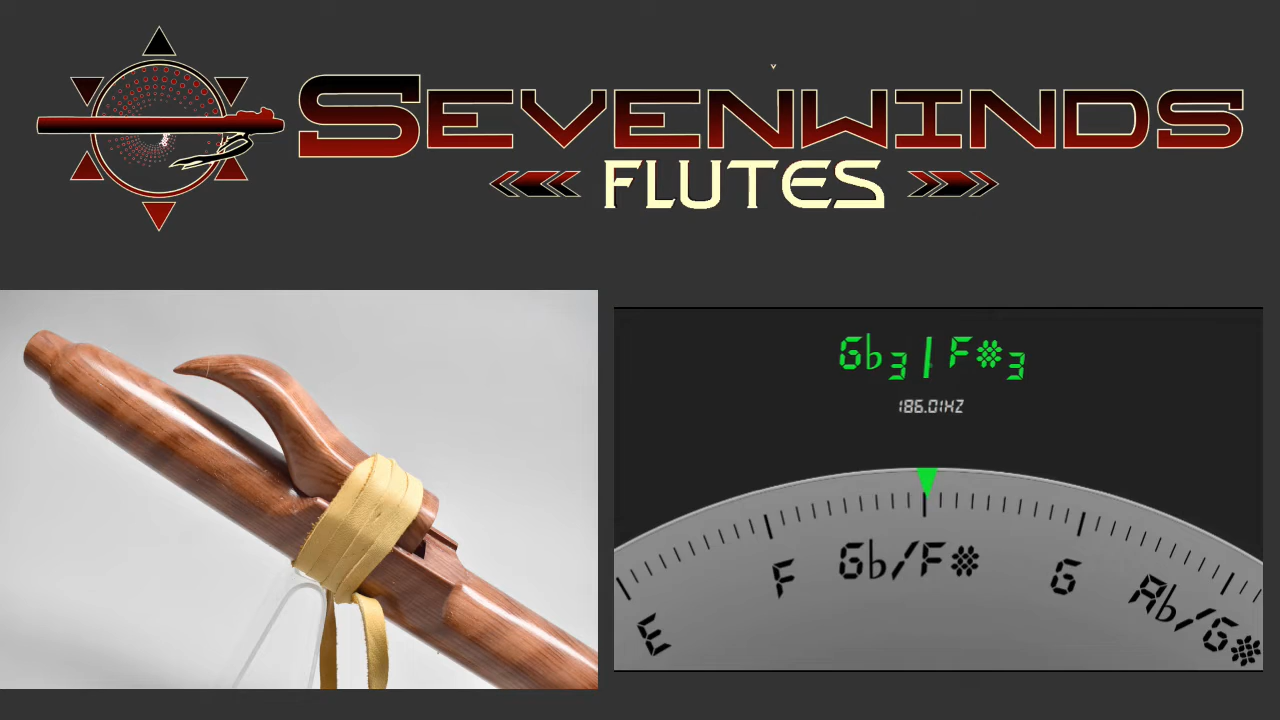 SEVENWINDS
FLUTES
Gb3 | F#3
186.01HZ
E F Gb/F# G Ab/G#